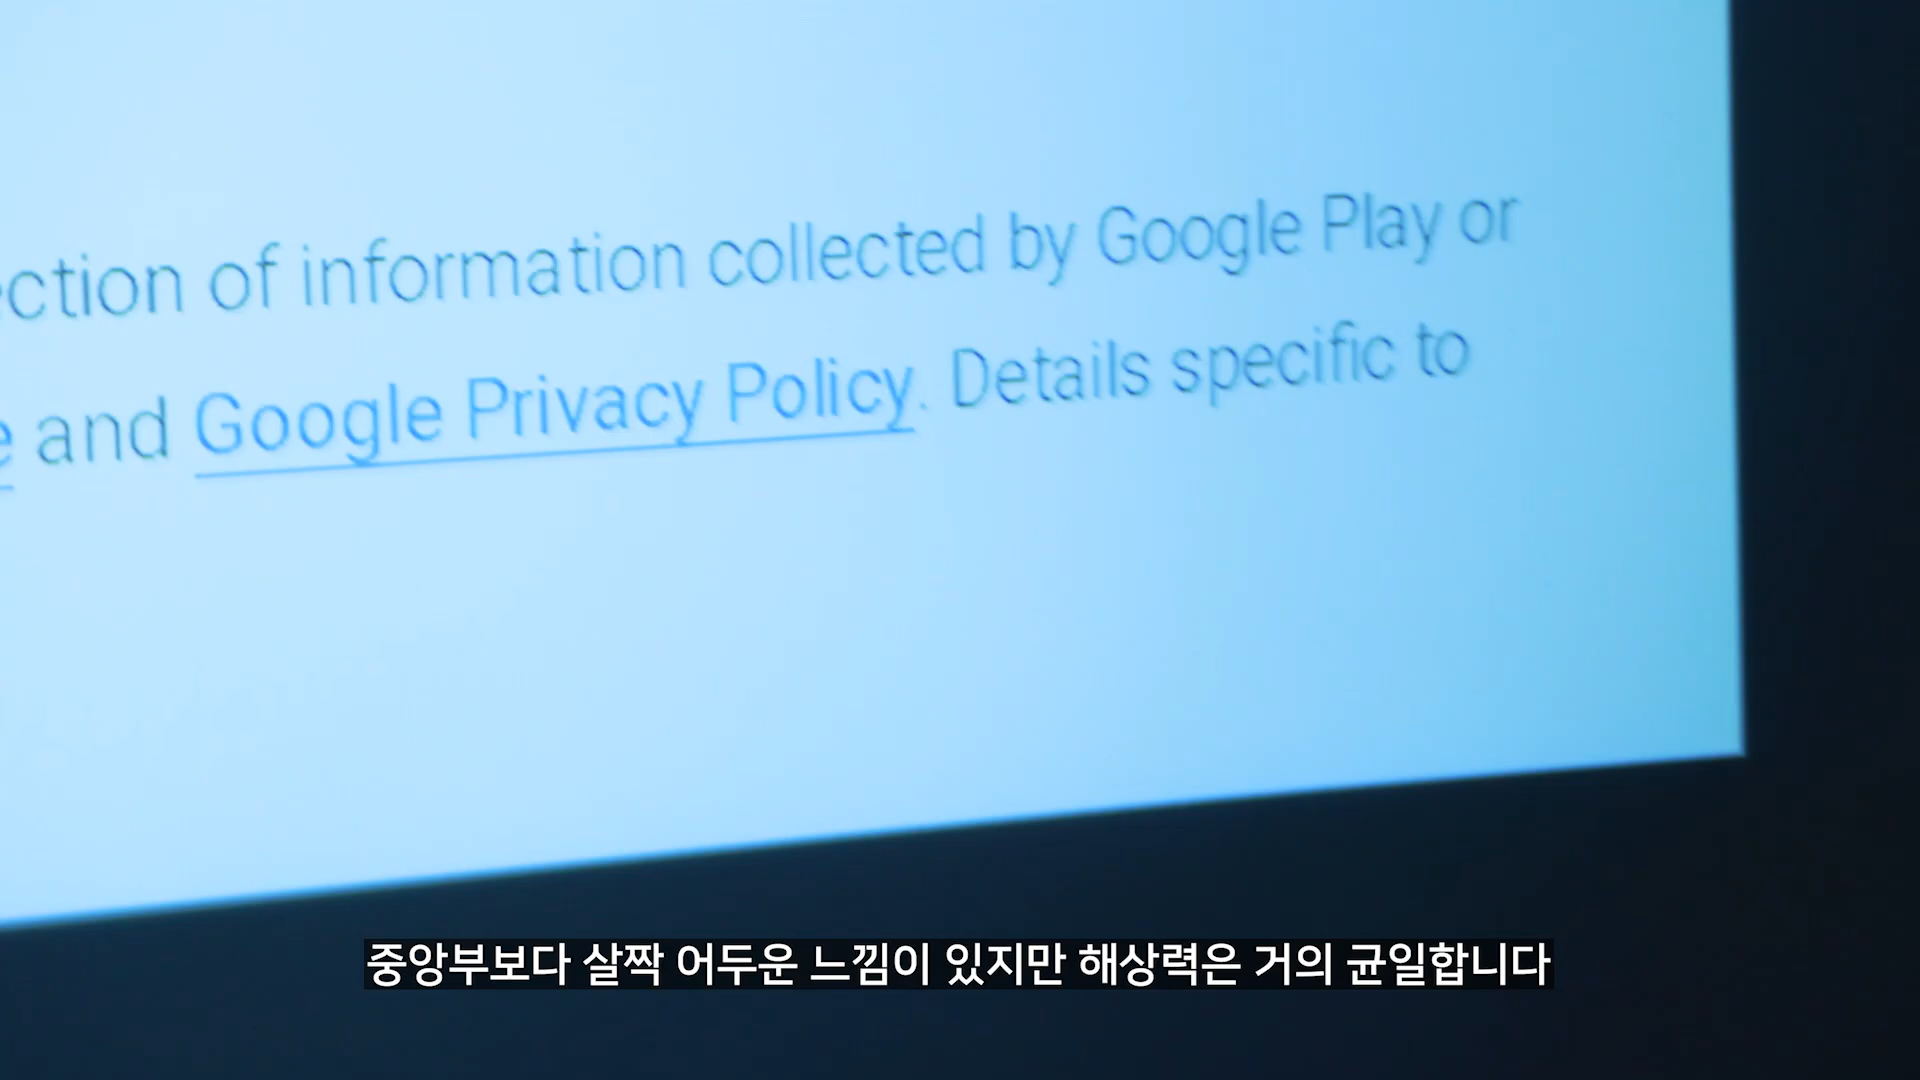 ction of information collected by Google Play or
e and Google Privacy Policy. Details specific to
중앙부보다 살짝 어두운 느낌이 있지만 해상력은 거의 균일합니다